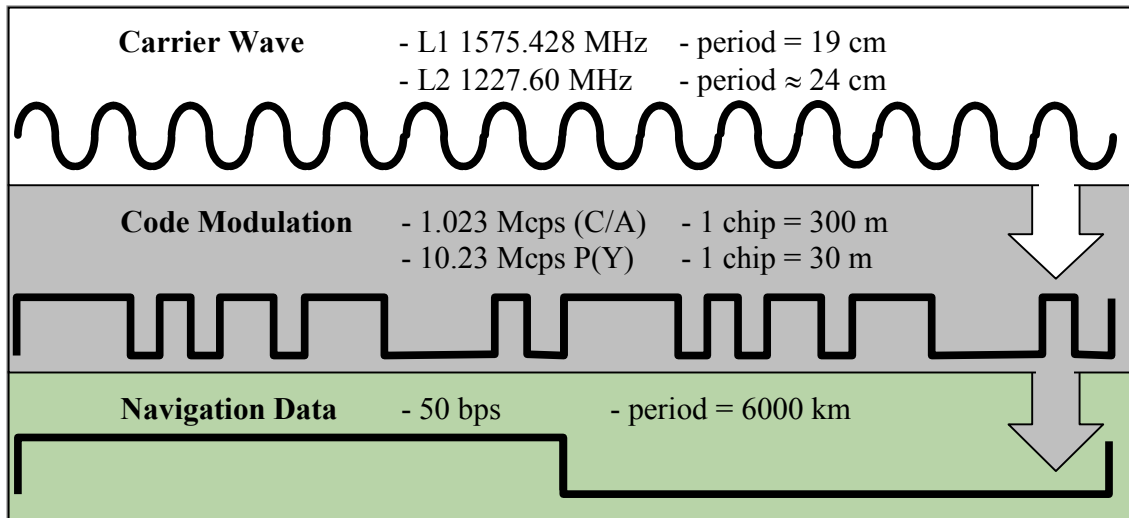 Carrier Wave - L1 1575.428 MHz - period = 19 cm
- L2 1227.60 MHz - period ≈ 24 cm
Code Modulation - 1.023 Mcps (C/A) - 1 chip = 300 m
- 10.23 Mcps P(Y) - 1 chip = 30 m
Navigation Data - 50 bps - period = 6000 km